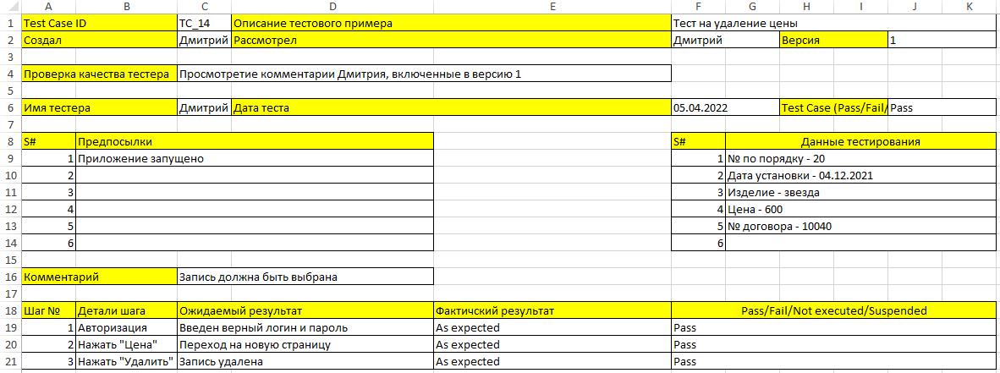 A B C D E F G H I J K
1 Test Case ID TC_14 Описание тестового примера Тест на удаление цены
2 Создал Дмитрий Рассмотрел Дмитрий Версия 1
3
4 Проверка качества тестера Просмотретие комментарии Дмитрия, включенные в версию 1
5
6 Имя тестера Дмитрий Дата теста 05.04.2022 Test Case (Pass/Fail/ Pass
7
8 S# Предпосылки S# Данные тестирования
9 1 Приложение запущено 1 № по порядку - 20
10 2 2 Дата установки - 04.12.2021
11 3 3 Изделие - звезда
12 4 4 Цена - 600
13 5 5 № договора - 10040
14 6 6
15
16 Комментарий Запись должна быть выбрана
17
18 Шаг № Детали шага Ожидаемый результат Фактичский результат Pass/Fail/Not executed/Suspended
19 1 Авторизация Введен верный логин и пароль As expected Pass
20 2 Нажать "Цена" Переход на новую страницу As expected Pass
21 3 Нажать "Удалить" Запись удалена As expected Pass